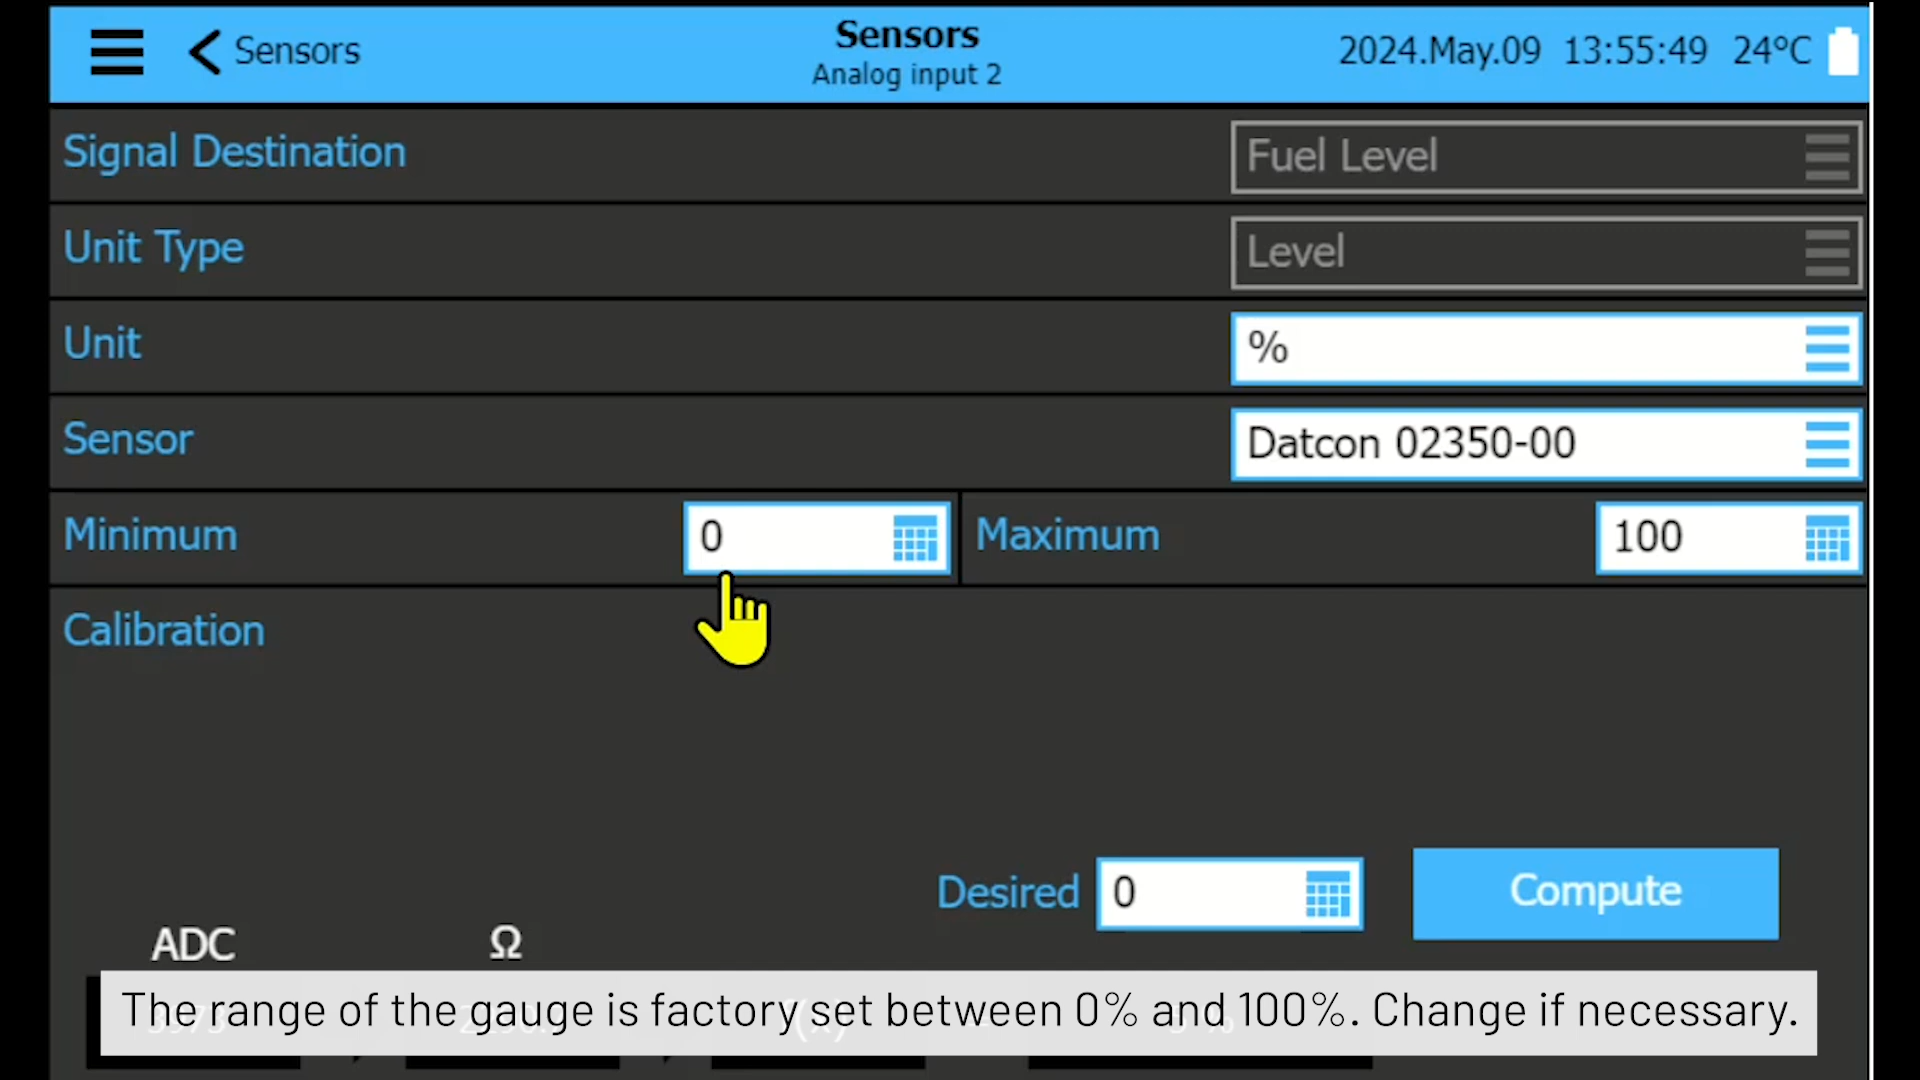 Sensors
Sensors
Analog input 2
2024.May.09 13:55:49 24°C
Signal Destination
Fuel Level
Unit Type
Level
Unit
%
Sensor
Datcon 02350-00
Minimum
0
Maximum
100
Calibration
Desired
0
Compute
ADC
Ω
The range of the gauge is factory set between 0% and 100%. Change if necessary.